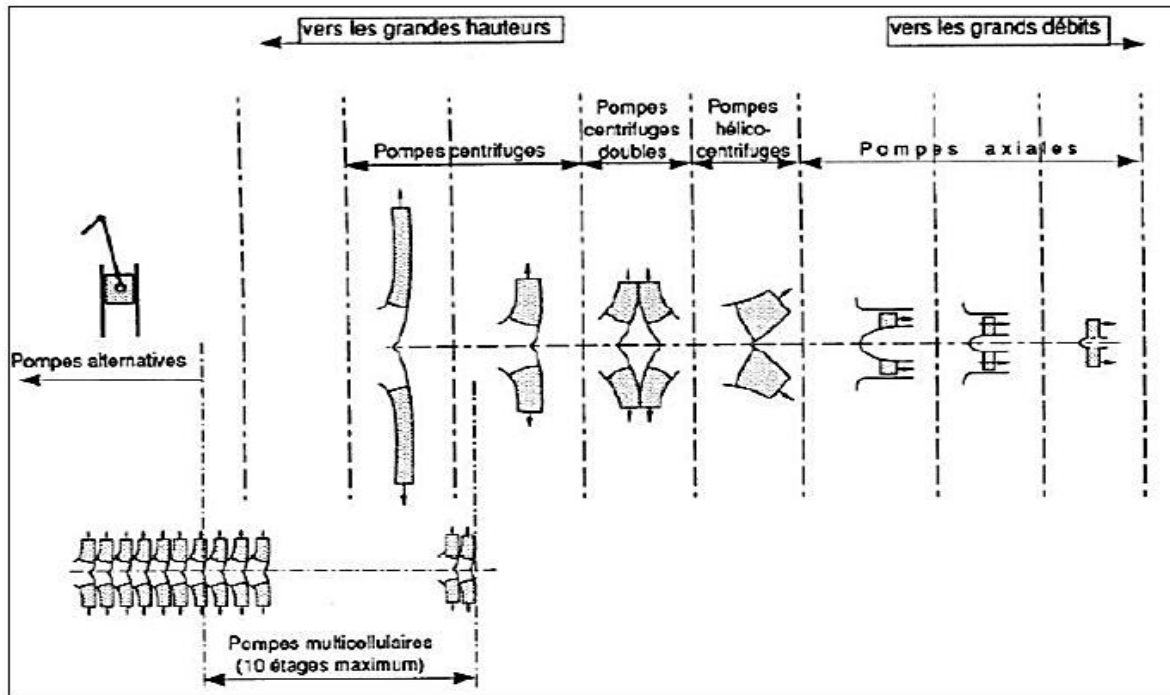 vers les grandes hauteurs
vers les grands débits
Pompes centrifuges
Pompes
centrifuges
doubles
Pompes
hélico-
centrifuges
Pompes axiales
Pompes alternatives
Pompes multicellulaires
(10 étages maximum)